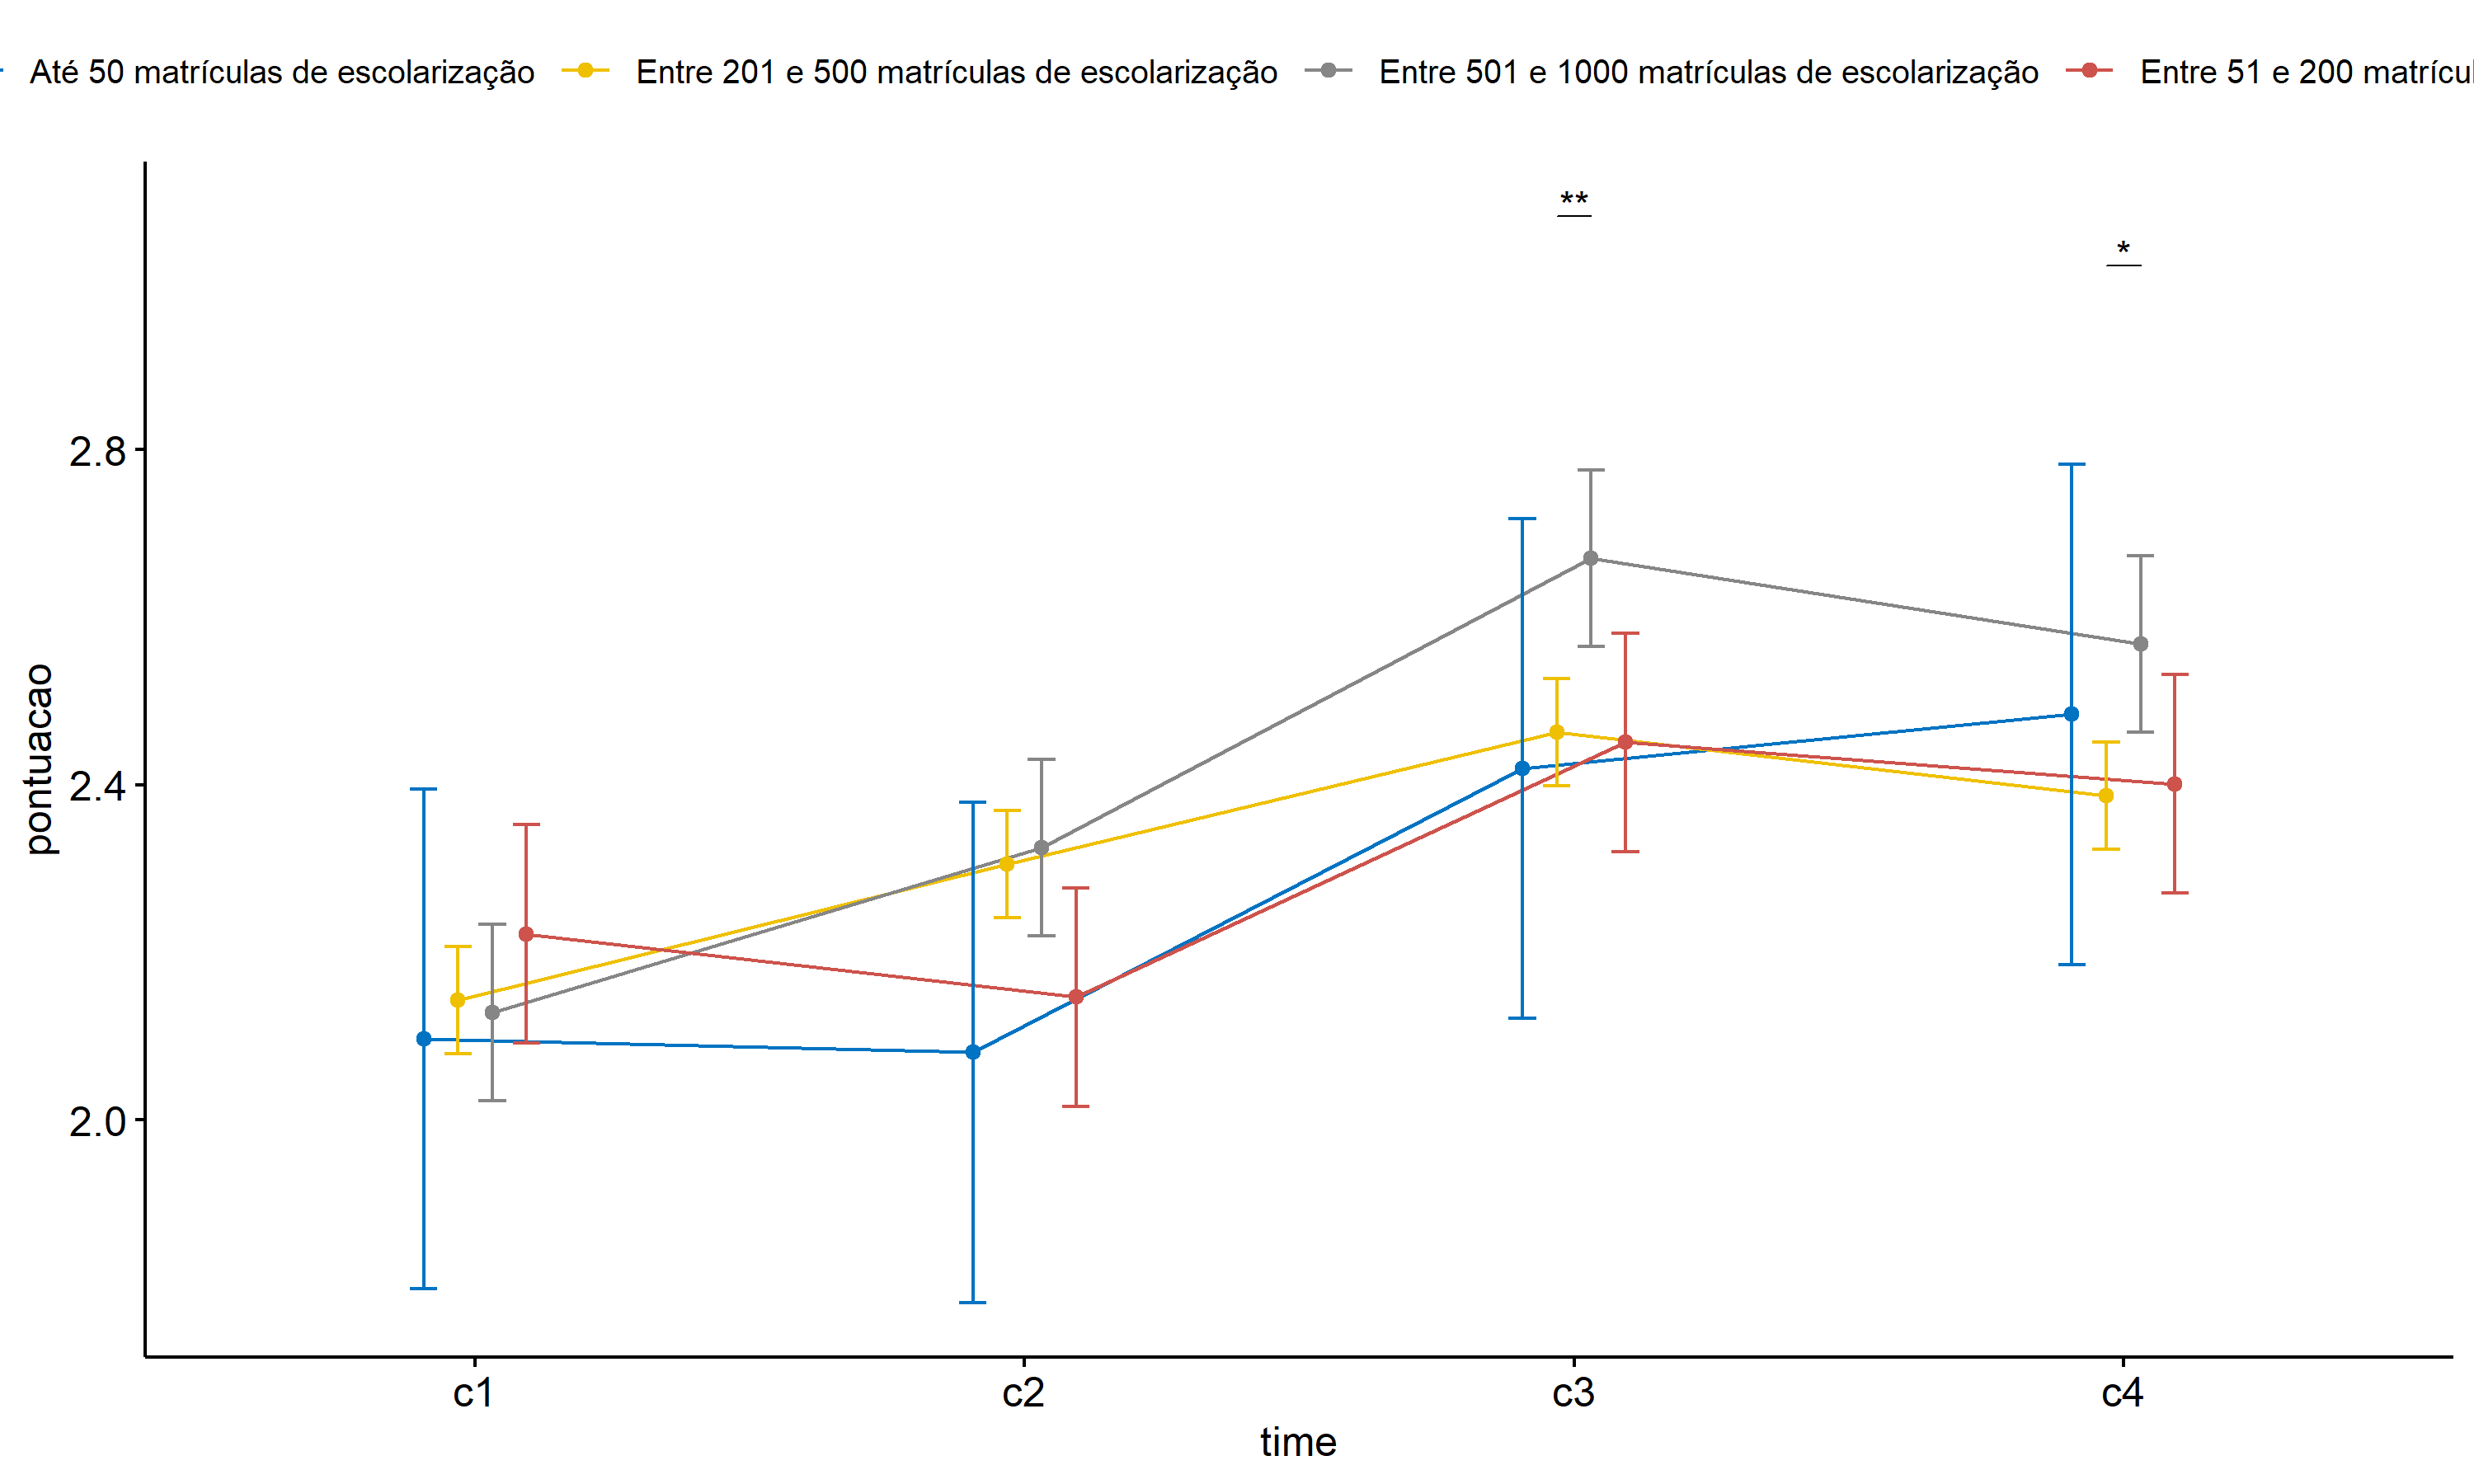 Até 50 matrículas de escolarização Entre 201 e 500 matrículas de escolarização Entre 501 e 1000 matrículas de escolarização Entre 51 e 200
**
*
2.8
2.4
2.0
pontuacao
c1 c2 c3 c4
time